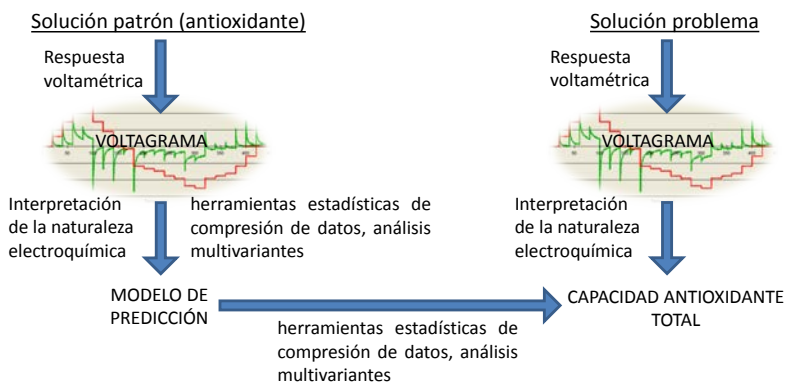 Solución patrón (antioxidante)
Solución problema
Respuesta
voltamétrica
Respuesta
voltamétrica
VOLTAGRAMA
VOLTAGRAMA
Interpretación
de la naturaleza
electroquímica
herramientas estadísticas de
compresión de datos, análisis
multivariantes
Interpretación
de la naturaleza
electroquímica
MODELO DE
PREDICCIÓN
CAPACIDAD ANTIOXIDANTE
TOTAL
herramientas estadísticas de
compresión de datos, análisis
multivariantes